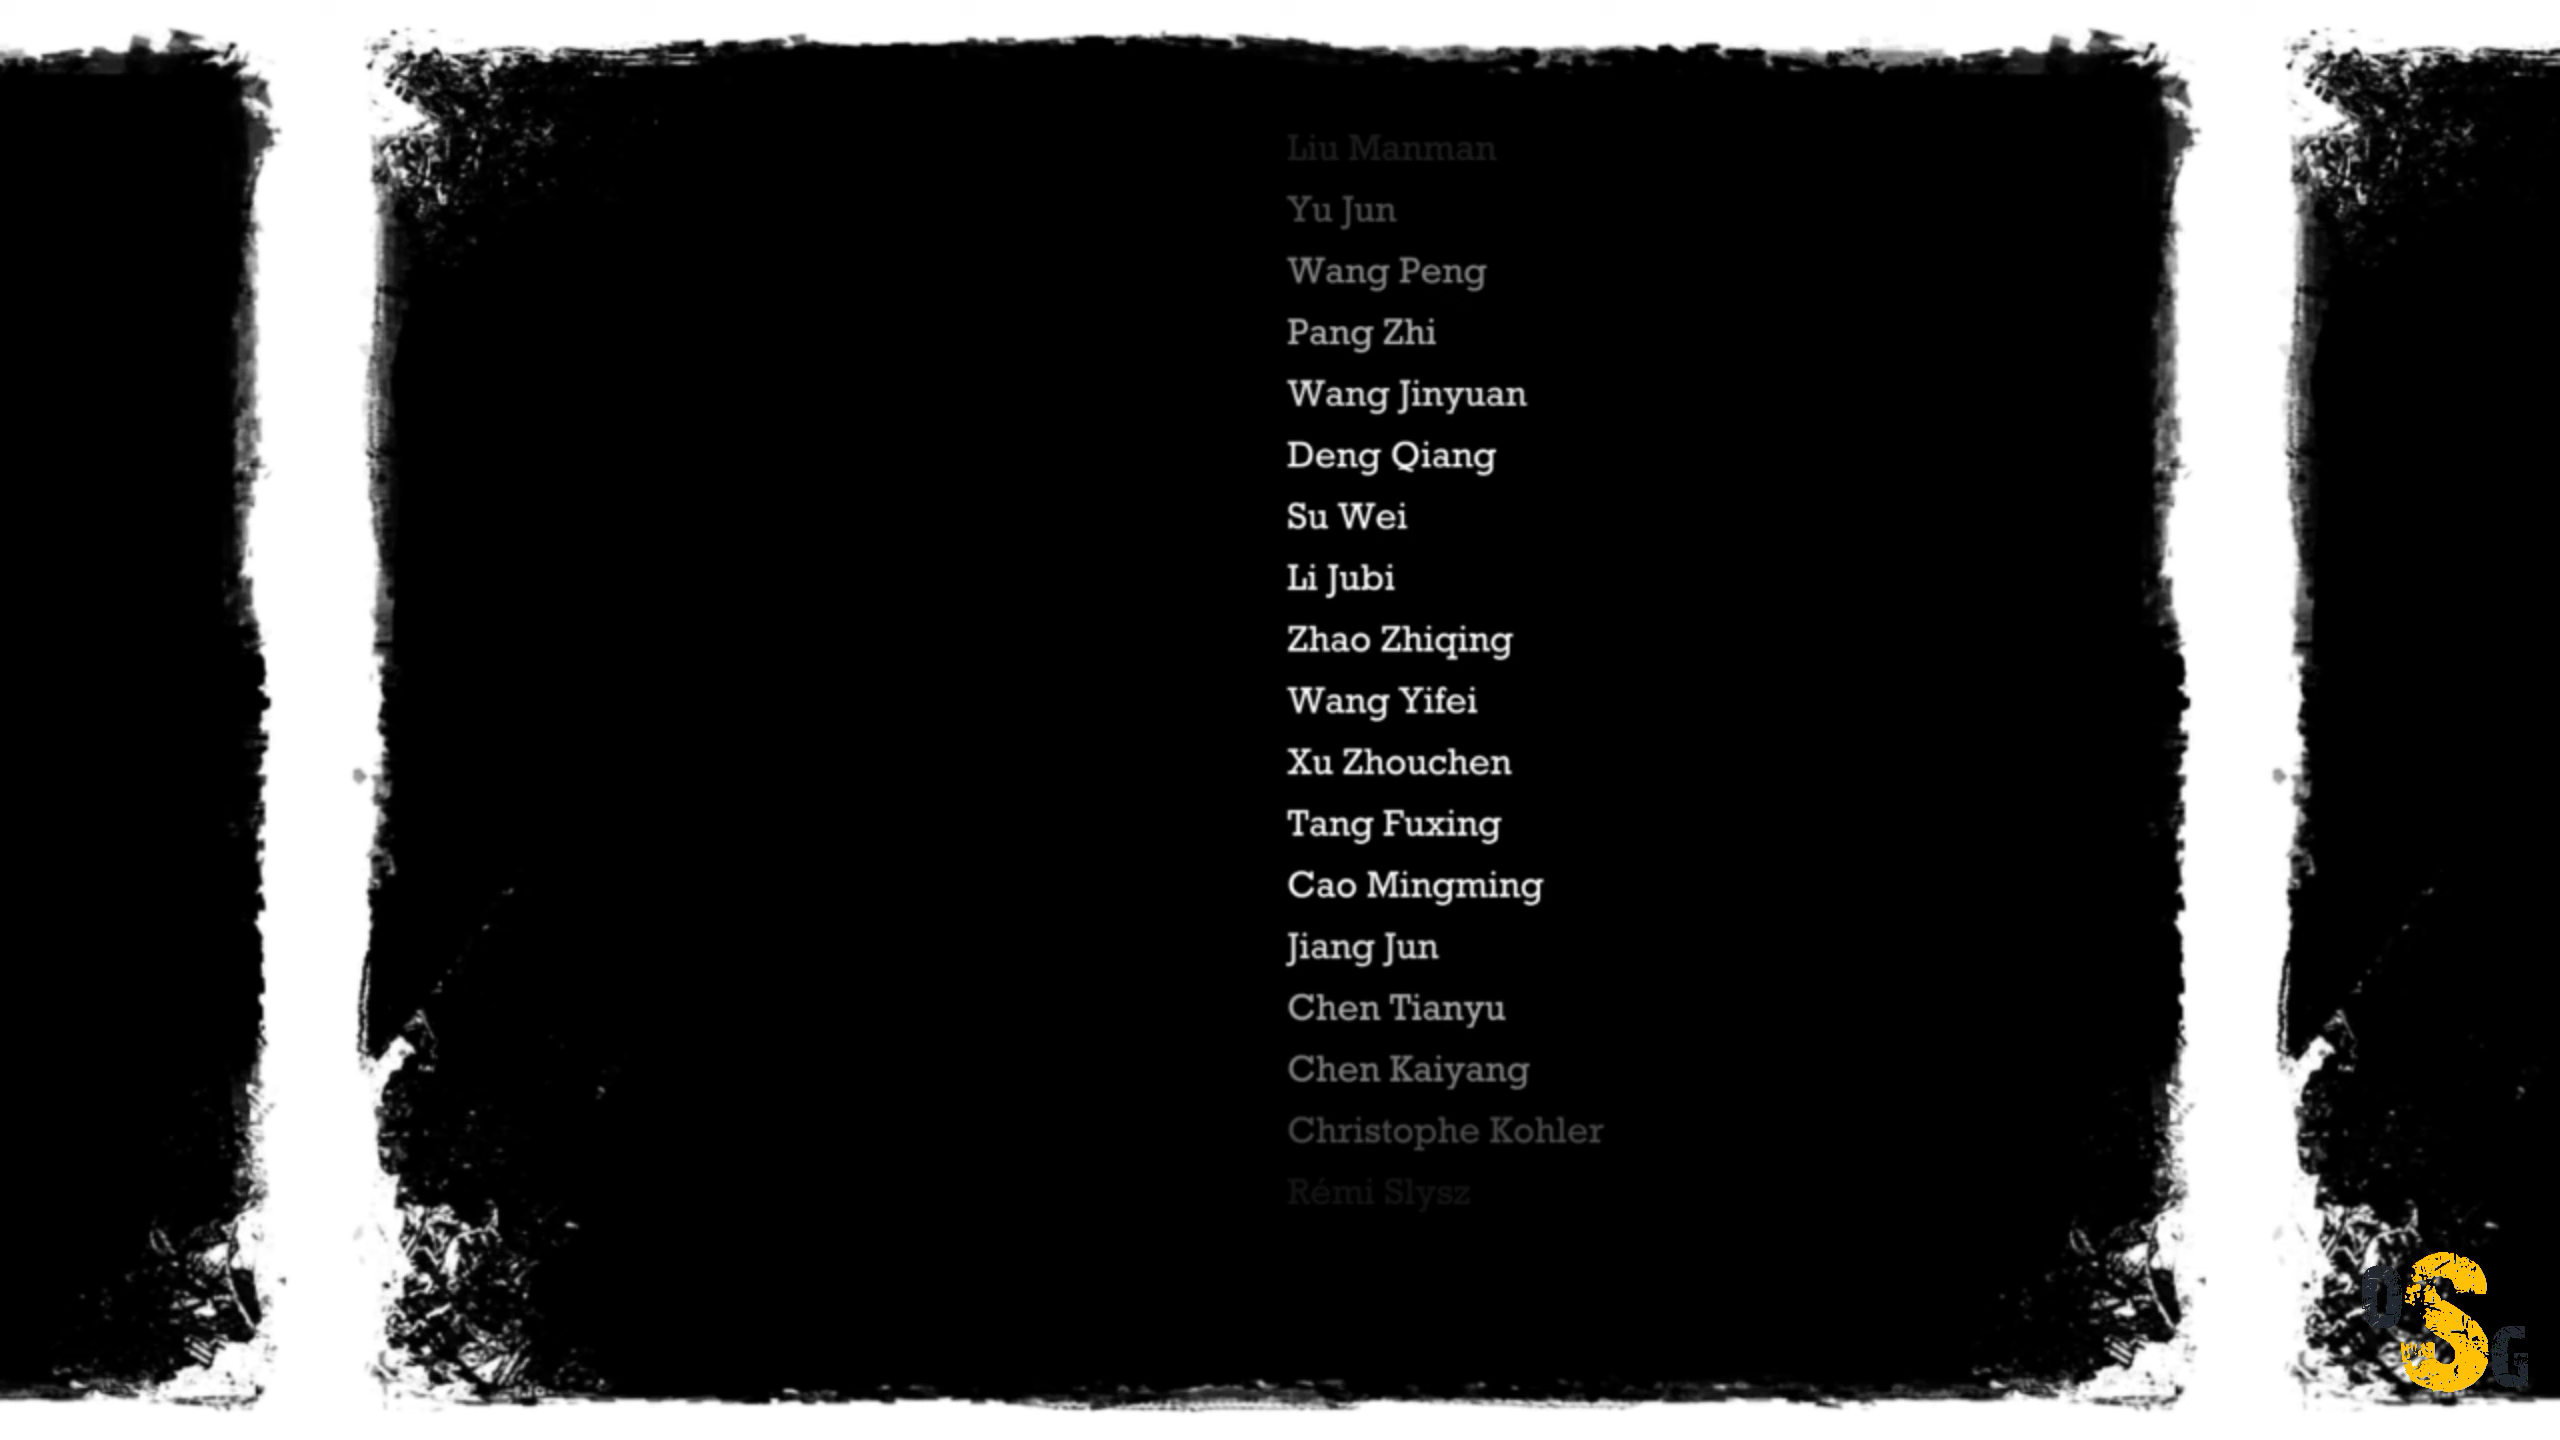 Liu Manman
Yu Jun
Wang Peng
Pang Zhi
Wang Jinyuan
Deng Qiang
Su Wei
Li Jubi
Zhao Zhiqing
Wang Yifei
Xu Zhouchen
Tang Fuxing
Cao Mingming
Jiang Jun
Chen Tianyu
Chen Kaiyang
Christophe Kohler
Rémi Slysz
OSG